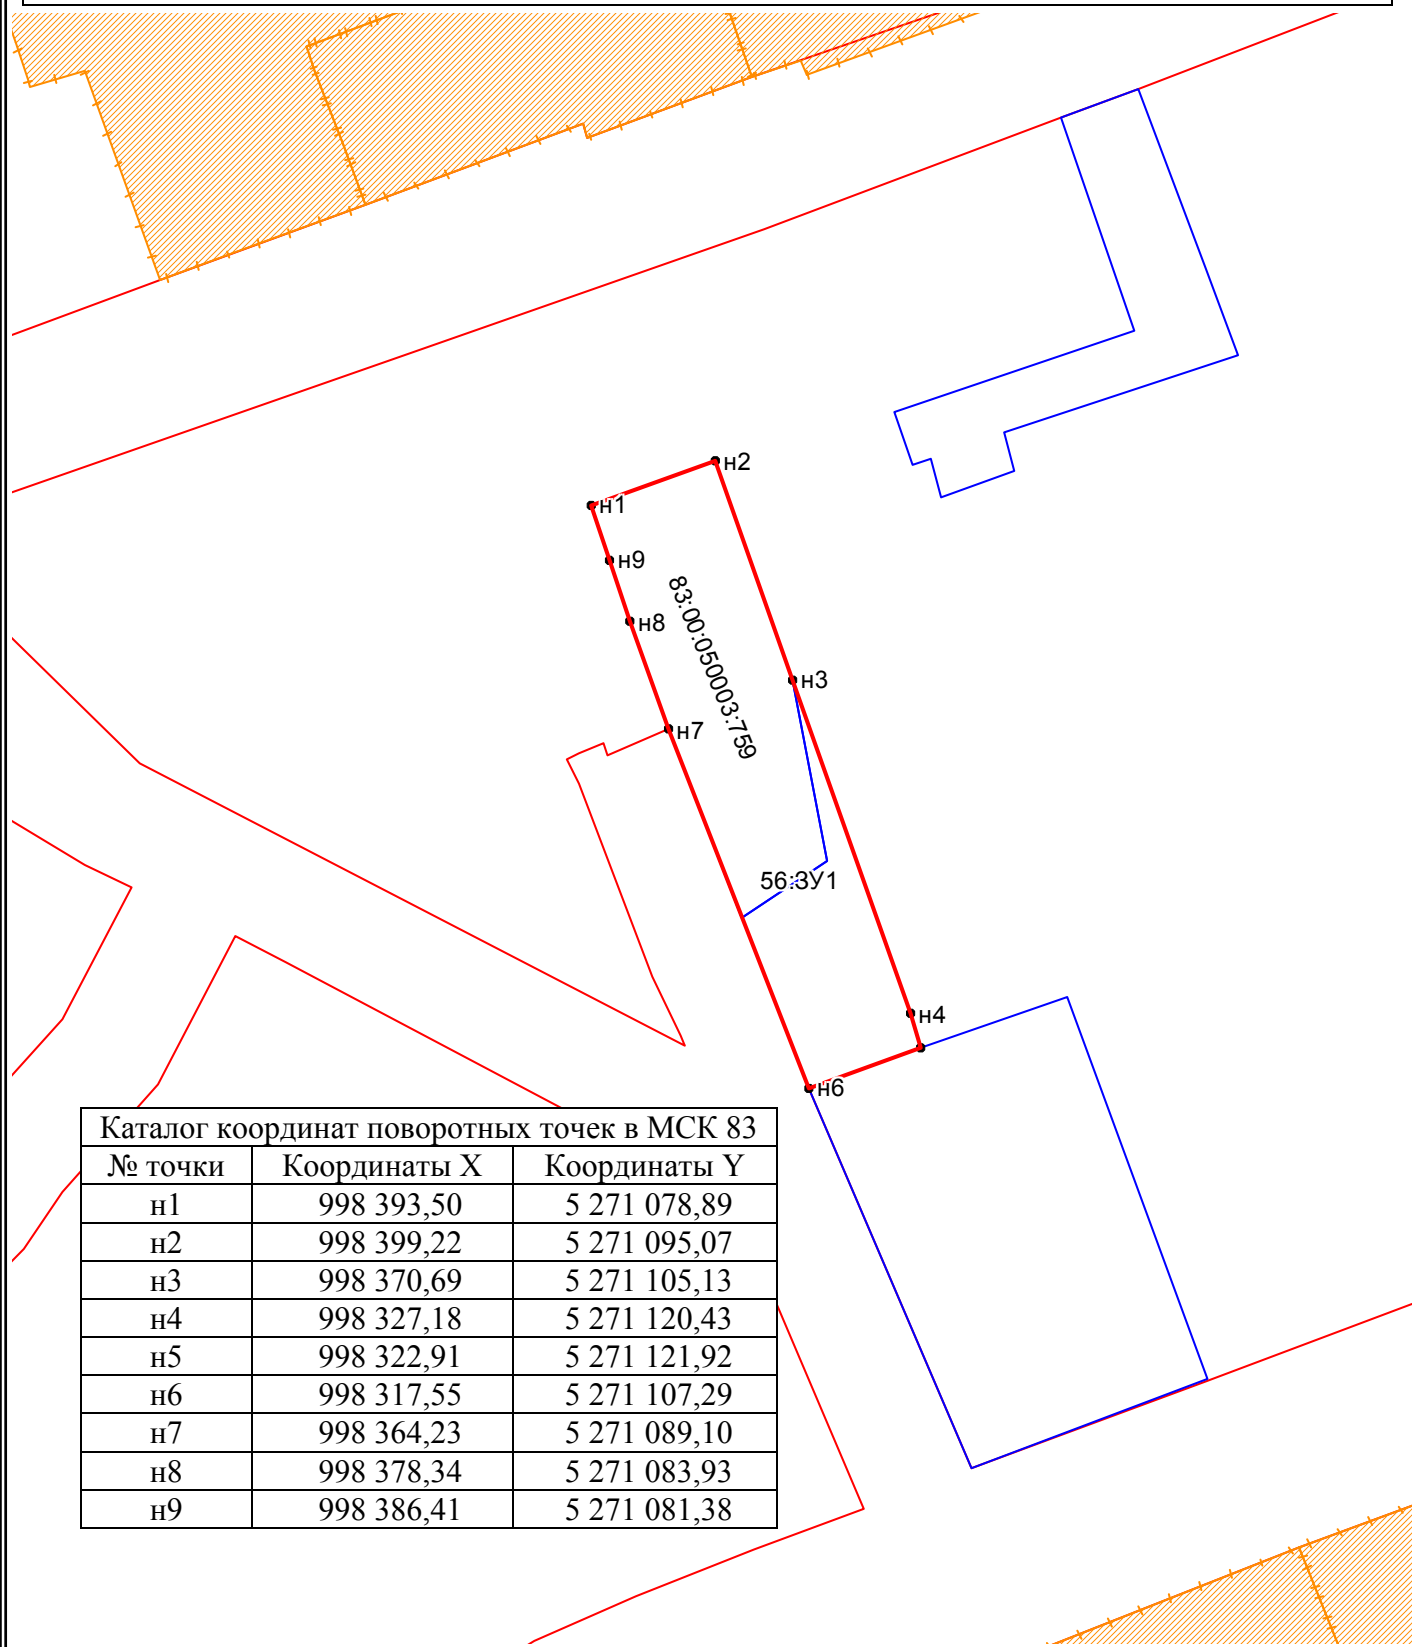 н2
н1
н9
н8
83:00:050003:759
н3
н7
56:ЗУ1
н4
н6
Каталог координат поворотных точек в МСК 83
№ точки Координаты X Координаты Y
н1 998 393,50 5 271 078,89
н2 998 399,22 5 271 095,07
н3 998 370,69 5 271 105,13
н4 998 327,18 5 271 120,43
н5 998 322,91 5 271 121,92
н6 998 317,55 5 271 107,29
н7 998 364,23 5 271 089,10
н8 998 378,34 5 271 083,93
н9 998 386,41 5 271 081,38